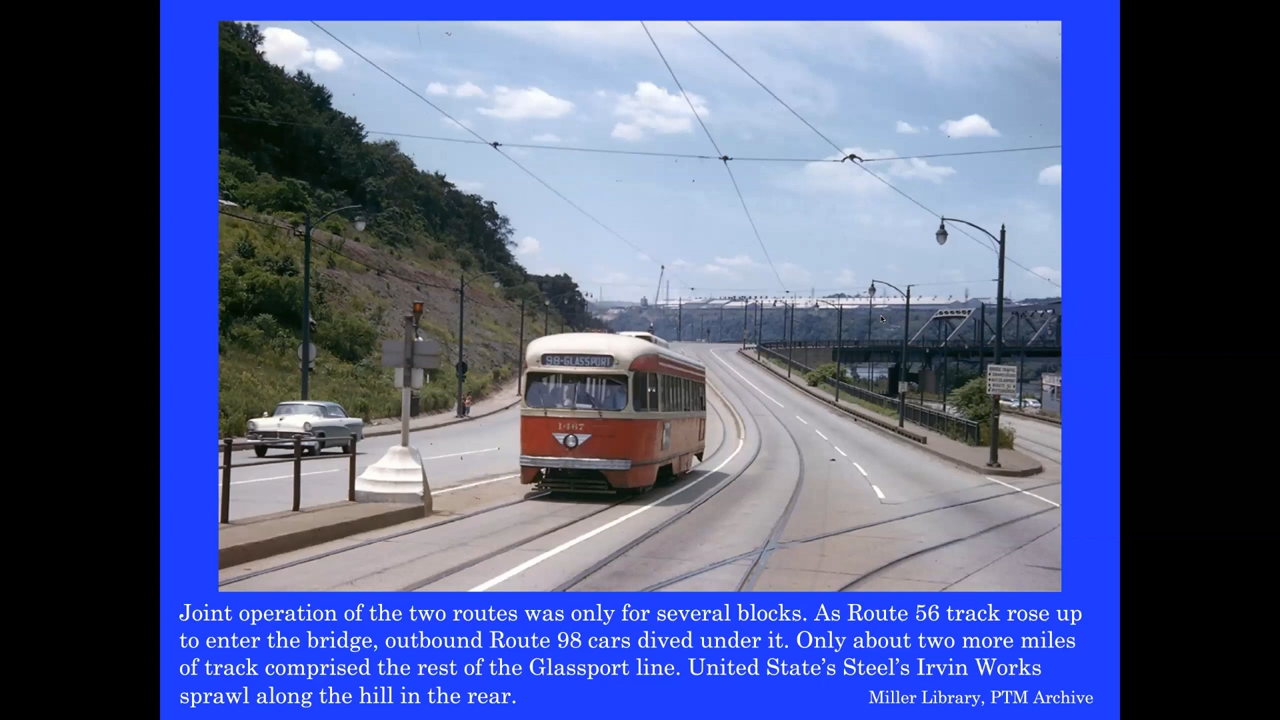 98-GLASSPORT
1467
Joint operation of the two routes was only for several blocks. As Route 56 track rose up
to enter the bridge, outbound Route 98 cars dived under it. Only about two more miles
of track comprised the rest of the Glassport line. United State’s Steel’s Irvin Works
sprawl along the hill in the rear.
Miller Library, PTM Archive